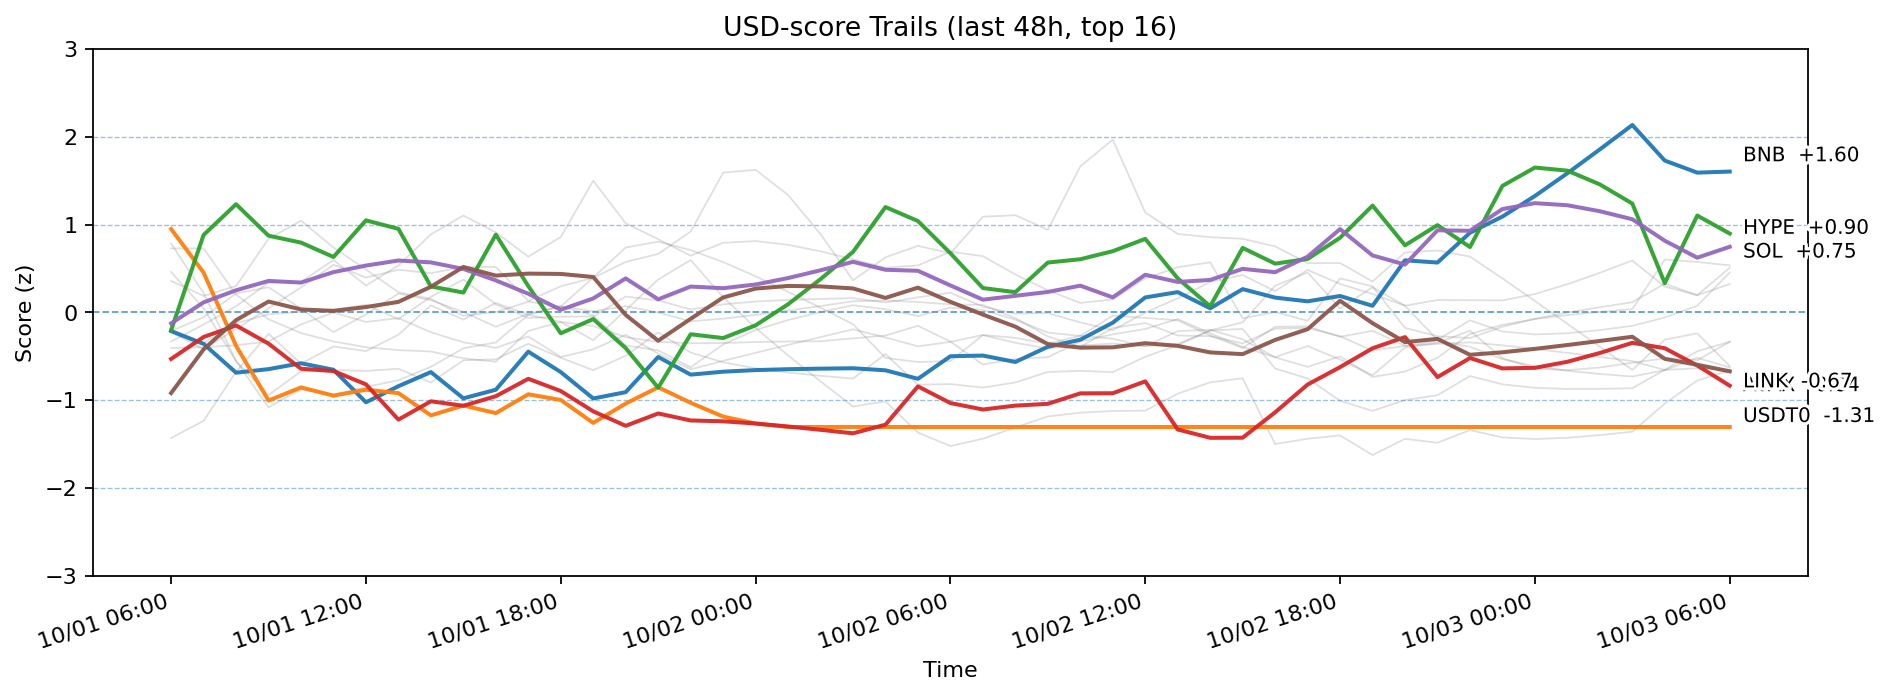 USD-score Trails (last 48h, top 16)
3
2
1
0
−1
−2
−3
Score (z)
BNB +1.60
HYPE +0.90
SOL +0.75
LINK -0.67
USDT0 -1.31
10/01 06:00
10/01 12:00
10/01 18:00
10/02 00:00
10/02 06:00
10/02 12:00
10/02 18:00
10/03 00:00
10/03 06:00
Time